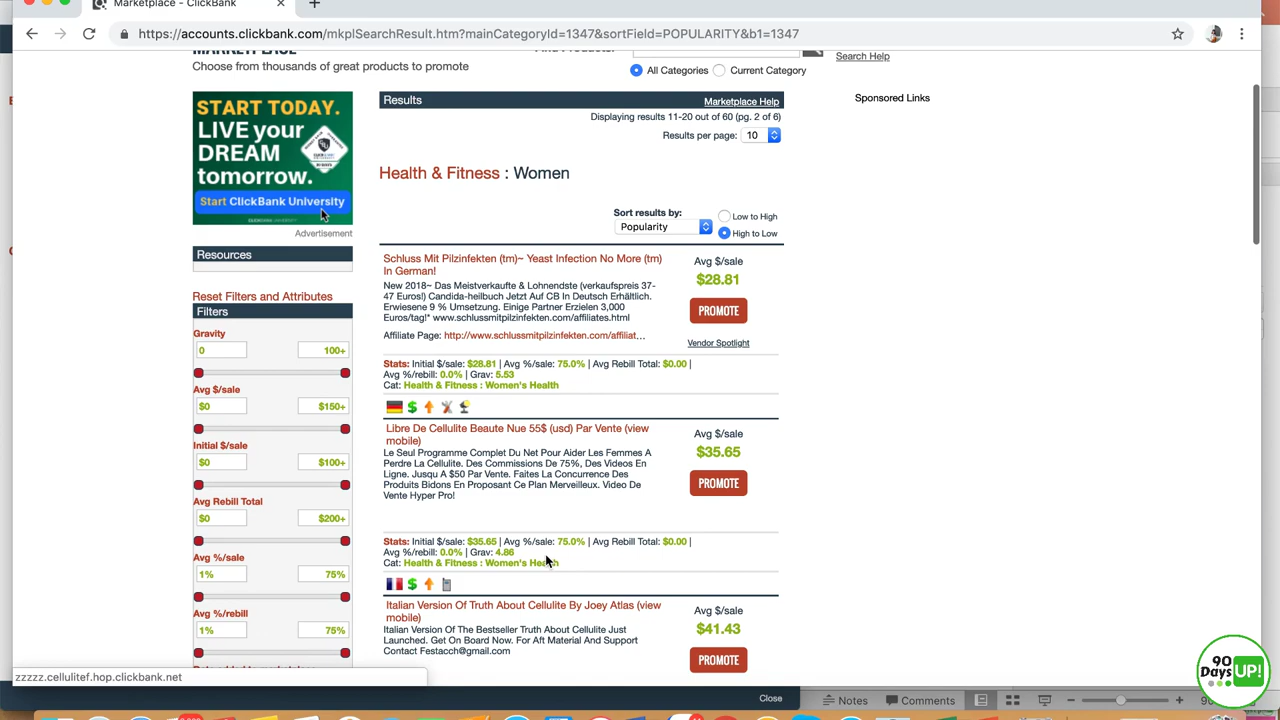 Marketplace - ClickBank
https://accounts.clickbank.com/mkplSearchResult.htm?mainCategoryId=1347&sortField=POPULARITY&b1=1347
MARKETPLACE
Choose from thousands of great products to promote
Find Products:
Search Help
All Categories Current Category
START TODAY.
LIVE your
DREAM
tomorrow.
Start ClickBank University
Advertisement
Resources
Reset Filters and Attributes
Filters
Gravity
0 100+
Avg $/sale
$0 $150+
Initial $/sale
$0 $100+
Avg Rebill Total
$0 $200+
Avg %/sale
1% 75%
Avg %/rebill
1% 75%
Results Marketplace Help
Displaying results 11-20 out of 60 (pg. 2 of 6)
Results per page: 10
Health & Fitness : Women
Sort results by:
Popularity
Low to High
High to Low
Schluss Mit Pilzinfekten (tm)~ Yeast Infection No More (tm)
In German!
New 2018~ Das Meistverkaufte & Lohndenste (verkaufspreis 37-
47 Euros!) Candida-heilbuch Jetzt Auf CB In Deutsch Erhältlich.
Erwiesene 9 % Umsetzung. Einige Partner Erzielen 3,000
Euros/tag!* www.schlussmitpilzinfekten.com/affiliates.html
Affiliate Page: http://www.schlussmitpilzinfekten.com/affiliat...
Avg $/sale
$28.81
PROMOTE
Vendor Spotlight
Stats: Initial $/sale: $28.81 | Avg %/sale: 75.0% | Avg Rebill Total: $0.00 |
Avg %/rebill: 0.0% | Grav: 5.53
Cat: Health & Fitness : Women's Health
Libre De Cellulite Beaute Nue 55$ (usd) Par Vente (view
mobile)
Le Seul Programme Complet Du Net Pour Aider Les Femmes A
Perdre La Cellulite. Des Commissions De 75%, Des Videos En
Ligne. Jusqu A $50 Par Vente. Faites La Concurrence Des
Produits Bidons En Proposant Ce Plan Merveilleux. Video De
Vente Hyper Pro!
Avg $/sale
$35.65
PROMOTE
Stats: Initial $/sale: $35.65 | Avg %/sale: 75.0% | Avg Rebill Total: $0.00 |
Avg %/rebill: 0.0% | Grav: 4.86
Cat: Health & Fitness : Women's Health
Italian Version Of Truth About Cellulite By Joey Atlas (view
mobile)
Italian Version Of The Bestseller Truth About Cellulite Just
Launched. Get On Board Now. For Aft Material And Support
Contact Festacch@gmail.com
Avg $/sale
$41.43
PROMOTE
Sponsored Links
zzzzz.cellulitef.hop.clickbank.net
Close
Notes Comments
90
Days UP!